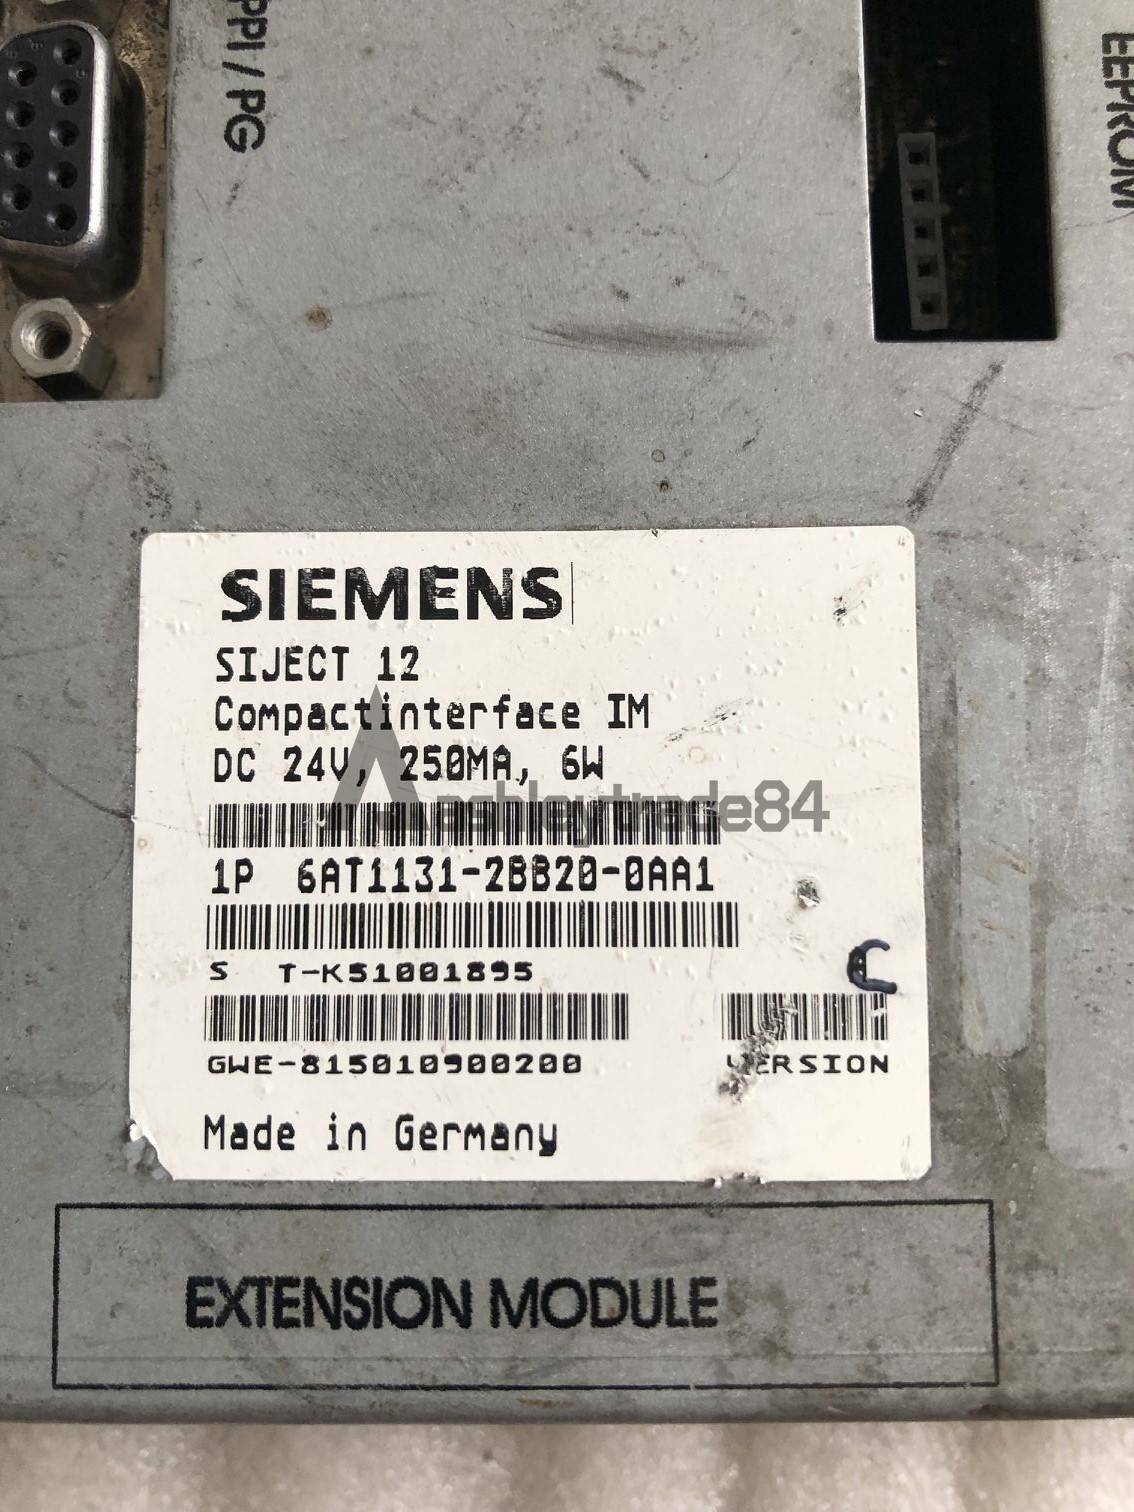 PPI / PG
EEPROM
SIEMENS
SIJECT 12
Compactinterface IM
DC 24V, 250MA, 6W
ashleytrade84
1P 6AT1131-2BB20-0AA1
S T-K51001895
C
GWE-815010900200
VERSION
Made in Germany
EXTENSION MODULE